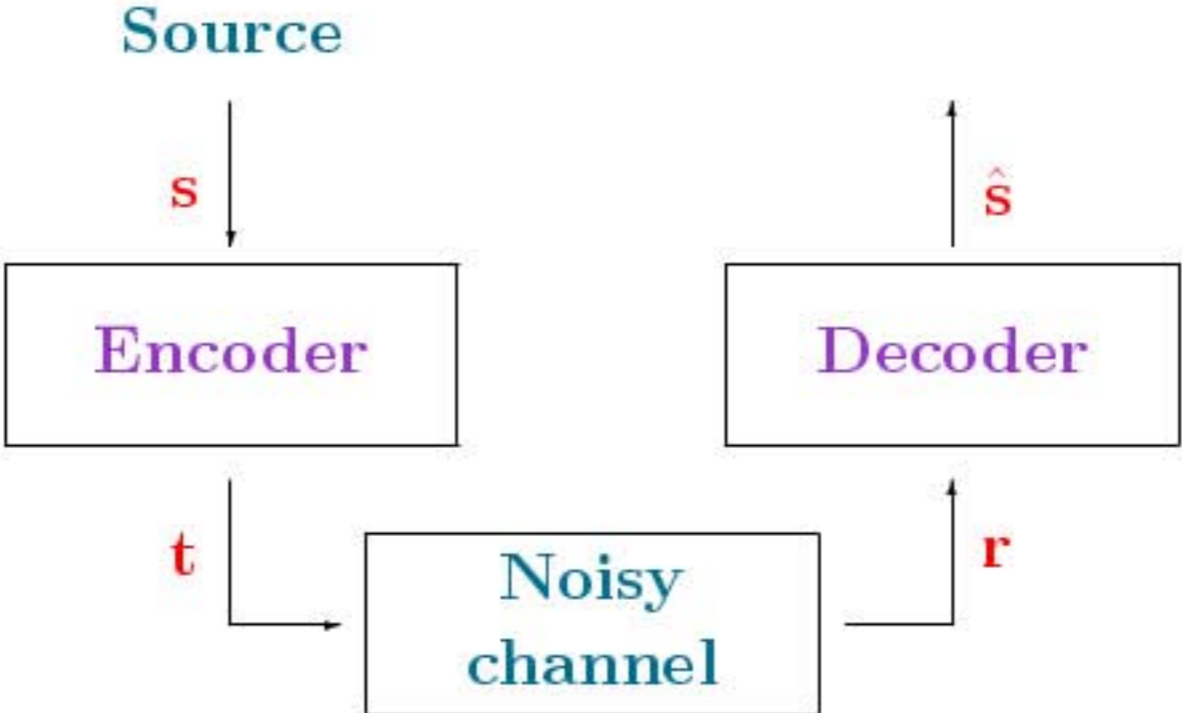 Source
s
ŝ
Encoder
Decoder
t
r
Noisy
channel